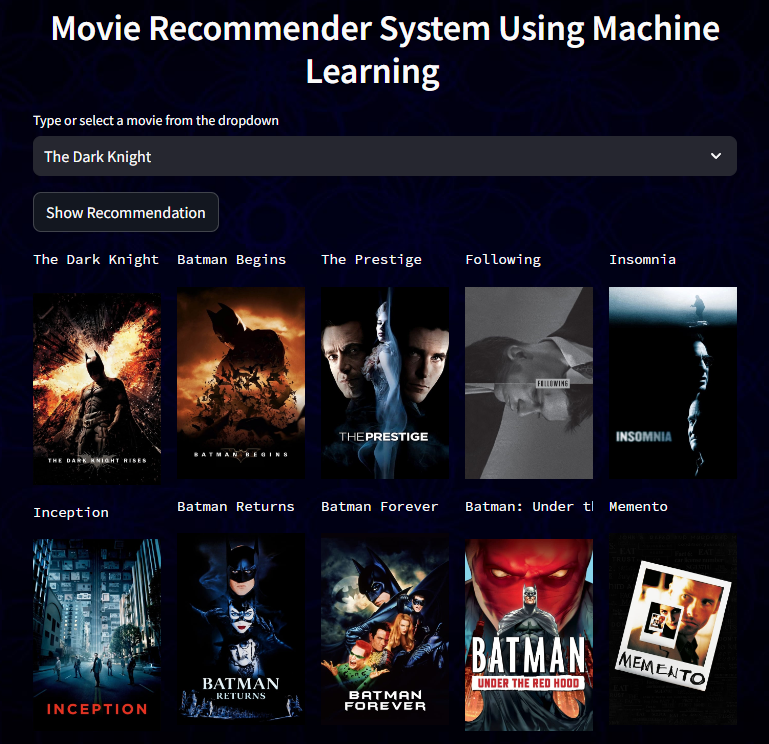 Movie Recommender System Using Machine
Learning
Type or select a movie from the dropdown
The Dark Knight
Show Recommendation
The Dark Knight
Batman Begins
The Prestige
Following
Insomnia
THE DARK KNIGHT RISES
BATMAN BEGINS
THE PRESTIGE
FOLLOWING
INSOMNIA
Inception
Batman Returns
Batman Forever
Batman: Under th
Memento
INCEPTION
BATMAN
RETURNS
BATMAN
FOREVER
BATMAN
UNDER THE RED HOOD
MEMENTO